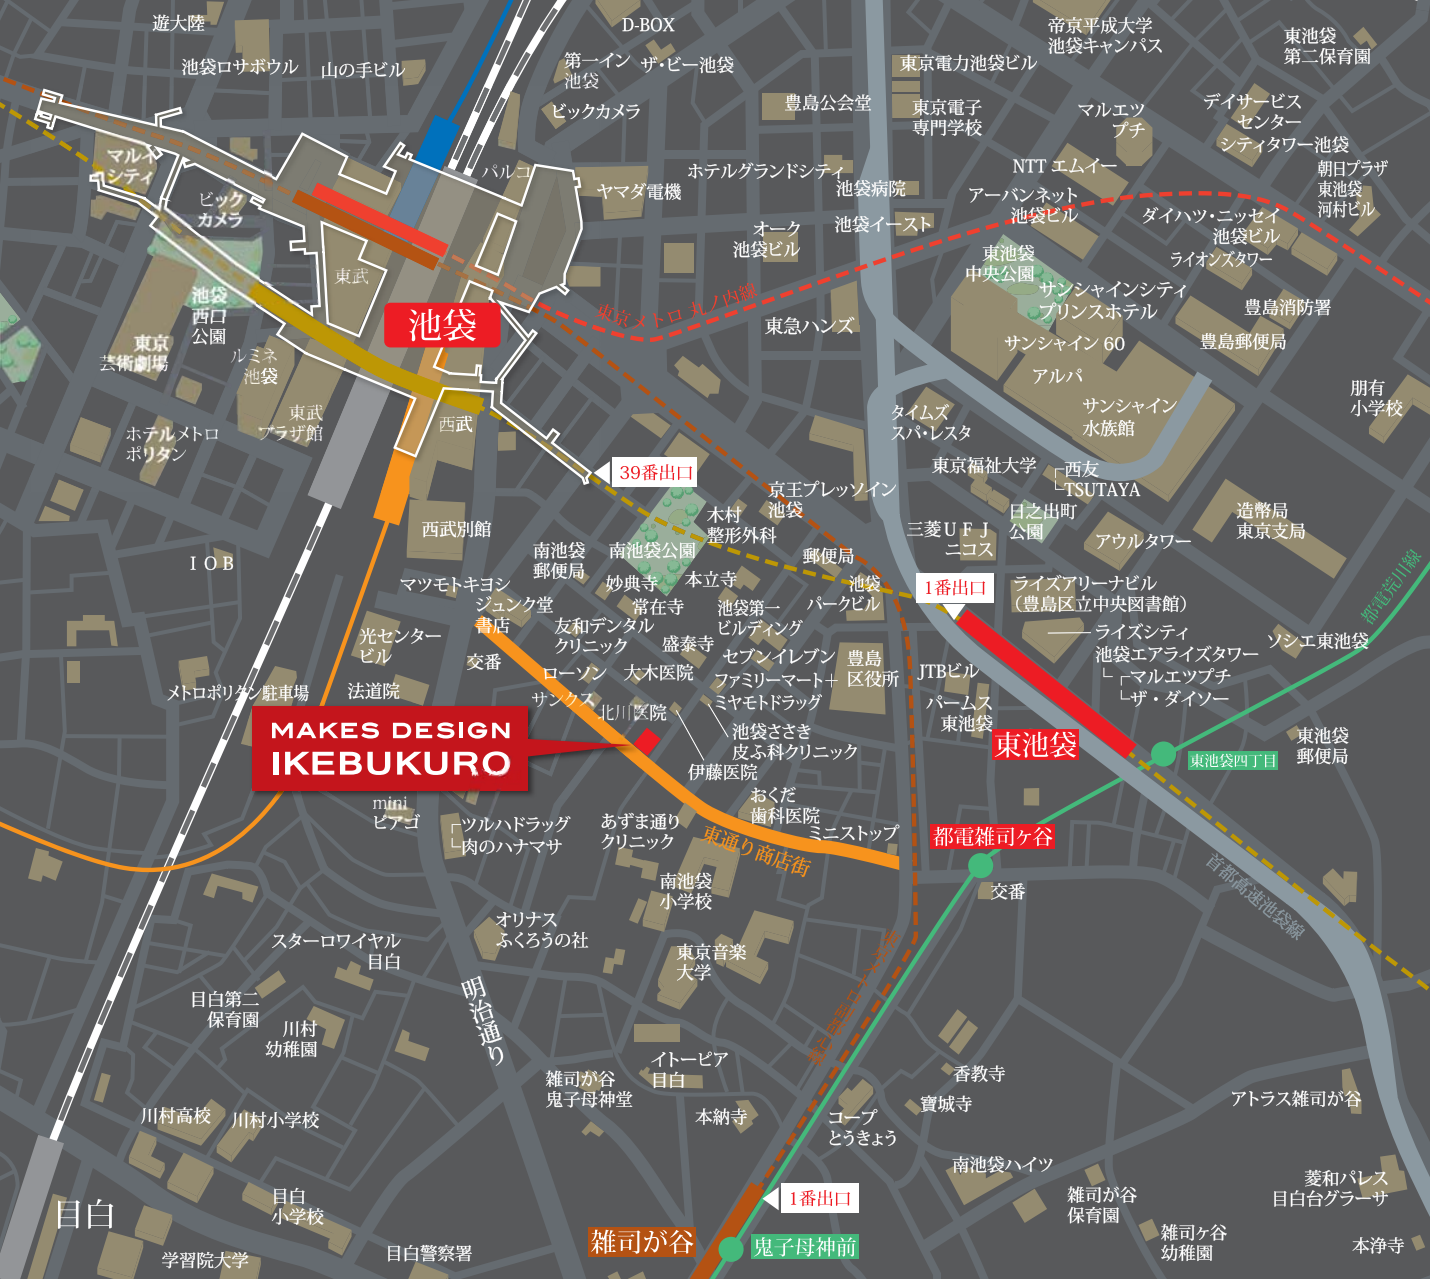 遊大陸
池袋ロサボウル
山の手ビル
D-BOX
第一イン
池袋
ザ・ビー池袋
ビックカメラ
帝京平成大学
池袋キャンパス
東池袋
第二保育園
東京電力池袋ビル
豊島公会堂
東京電子
専門学校
マルエツ
プチ
デイサービス
センター
シティタワー池袋
朝日プラザ
東池袋
河村ビル
マルイ
シティ
ビック
カメラ
パルコ
ヤマダ電機
ホテルグランドシティ
池袋病院
NTT エムイー
アーバンネット
池袋ビル
ダイハツ・ニッセイ
池袋ビル
ライオンズタワー
オーク
池袋ビル
池袋イースト
東池袋
中央公園
サンシャインシティ
プリンスホテル
豊島消防署
豊島郵便局
サンシャイン 60
アルパ
サンシャイン
水族館
朋有
小学校
東武
池袋
西口
公園
東京
芸術劇場
ルミネ
池袋
池袋
東京メトロ 丸ノ内線
東急ハンズ
タイムズ
スパ・レスタ
東武
プラザ館
ホテルメトロ
ポリタン
西武
39番出口
東京福祉大学
西友
TSUTAYA
京王プレッソイン
池袋
木村
整形外科
日之出町
公園
造幣局
東京支局
三菱ＵＦＪ
ニコス
アウルタワー
西武別館
ＩＯＢ
南池袋
郵便局
南池袋公園
郵便局
マツモトキヨシ
ジュンク堂
書店
妙典寺
本立寺
常在寺
池袋
パークビル
1番出口
ライズアリーナビル
（豊島区立中央図書館）
都電荒川線
池袋第一
ビルディング
友和デンタル
クリニック
盛泰寺
光センター
ビル
交番
セブンイレブン
豊島
区役所
ライズシティ
池袋エアライズタワー
マルエツプチ
ザ・ダイソー
ソシエ東池袋
ローソン
大木医院
ファミリーマート＋
ミヤモトドラッグ
JTBビル
パームス
東池袋
メトロポリタン駐車場
法道院
サンクス
北川医院
池袋ささき
皮ふ科クリニック
伊藤医院
MAKES DESIGN
IKEBUKURO
東池袋
東池袋四丁目
東池袋
郵便局
mini
ピアゴ
ツルハドラッグ
肉のハナマサ
あずま通り
クリニック
おくだ
歯科医院
ミニストップ
東通り商店街
都電雑司ヶ谷
交番
首都高速池袋線
南池袋
小学校
オリナス
ふくろうの杜
スターロワイヤル
目白
東京音楽
大学
明治通り
目白第二
保育園
川村
幼稚園
イトーピア
目白
雑司が谷
鬼子母神堂
本納寺
香教寺
寶城寺
コープ
とうきょう
アトラス雑司が谷
川村高校
川村小学校
南池袋ハイツ
雑司が谷
保育園
菱和パレス
目白台グラーサ
1番出口
目白
目白
小学校
学習院大学
目白警察署
雑司が谷
鬼子母神前
雑司ヶ谷
幼稚園
本浄寺